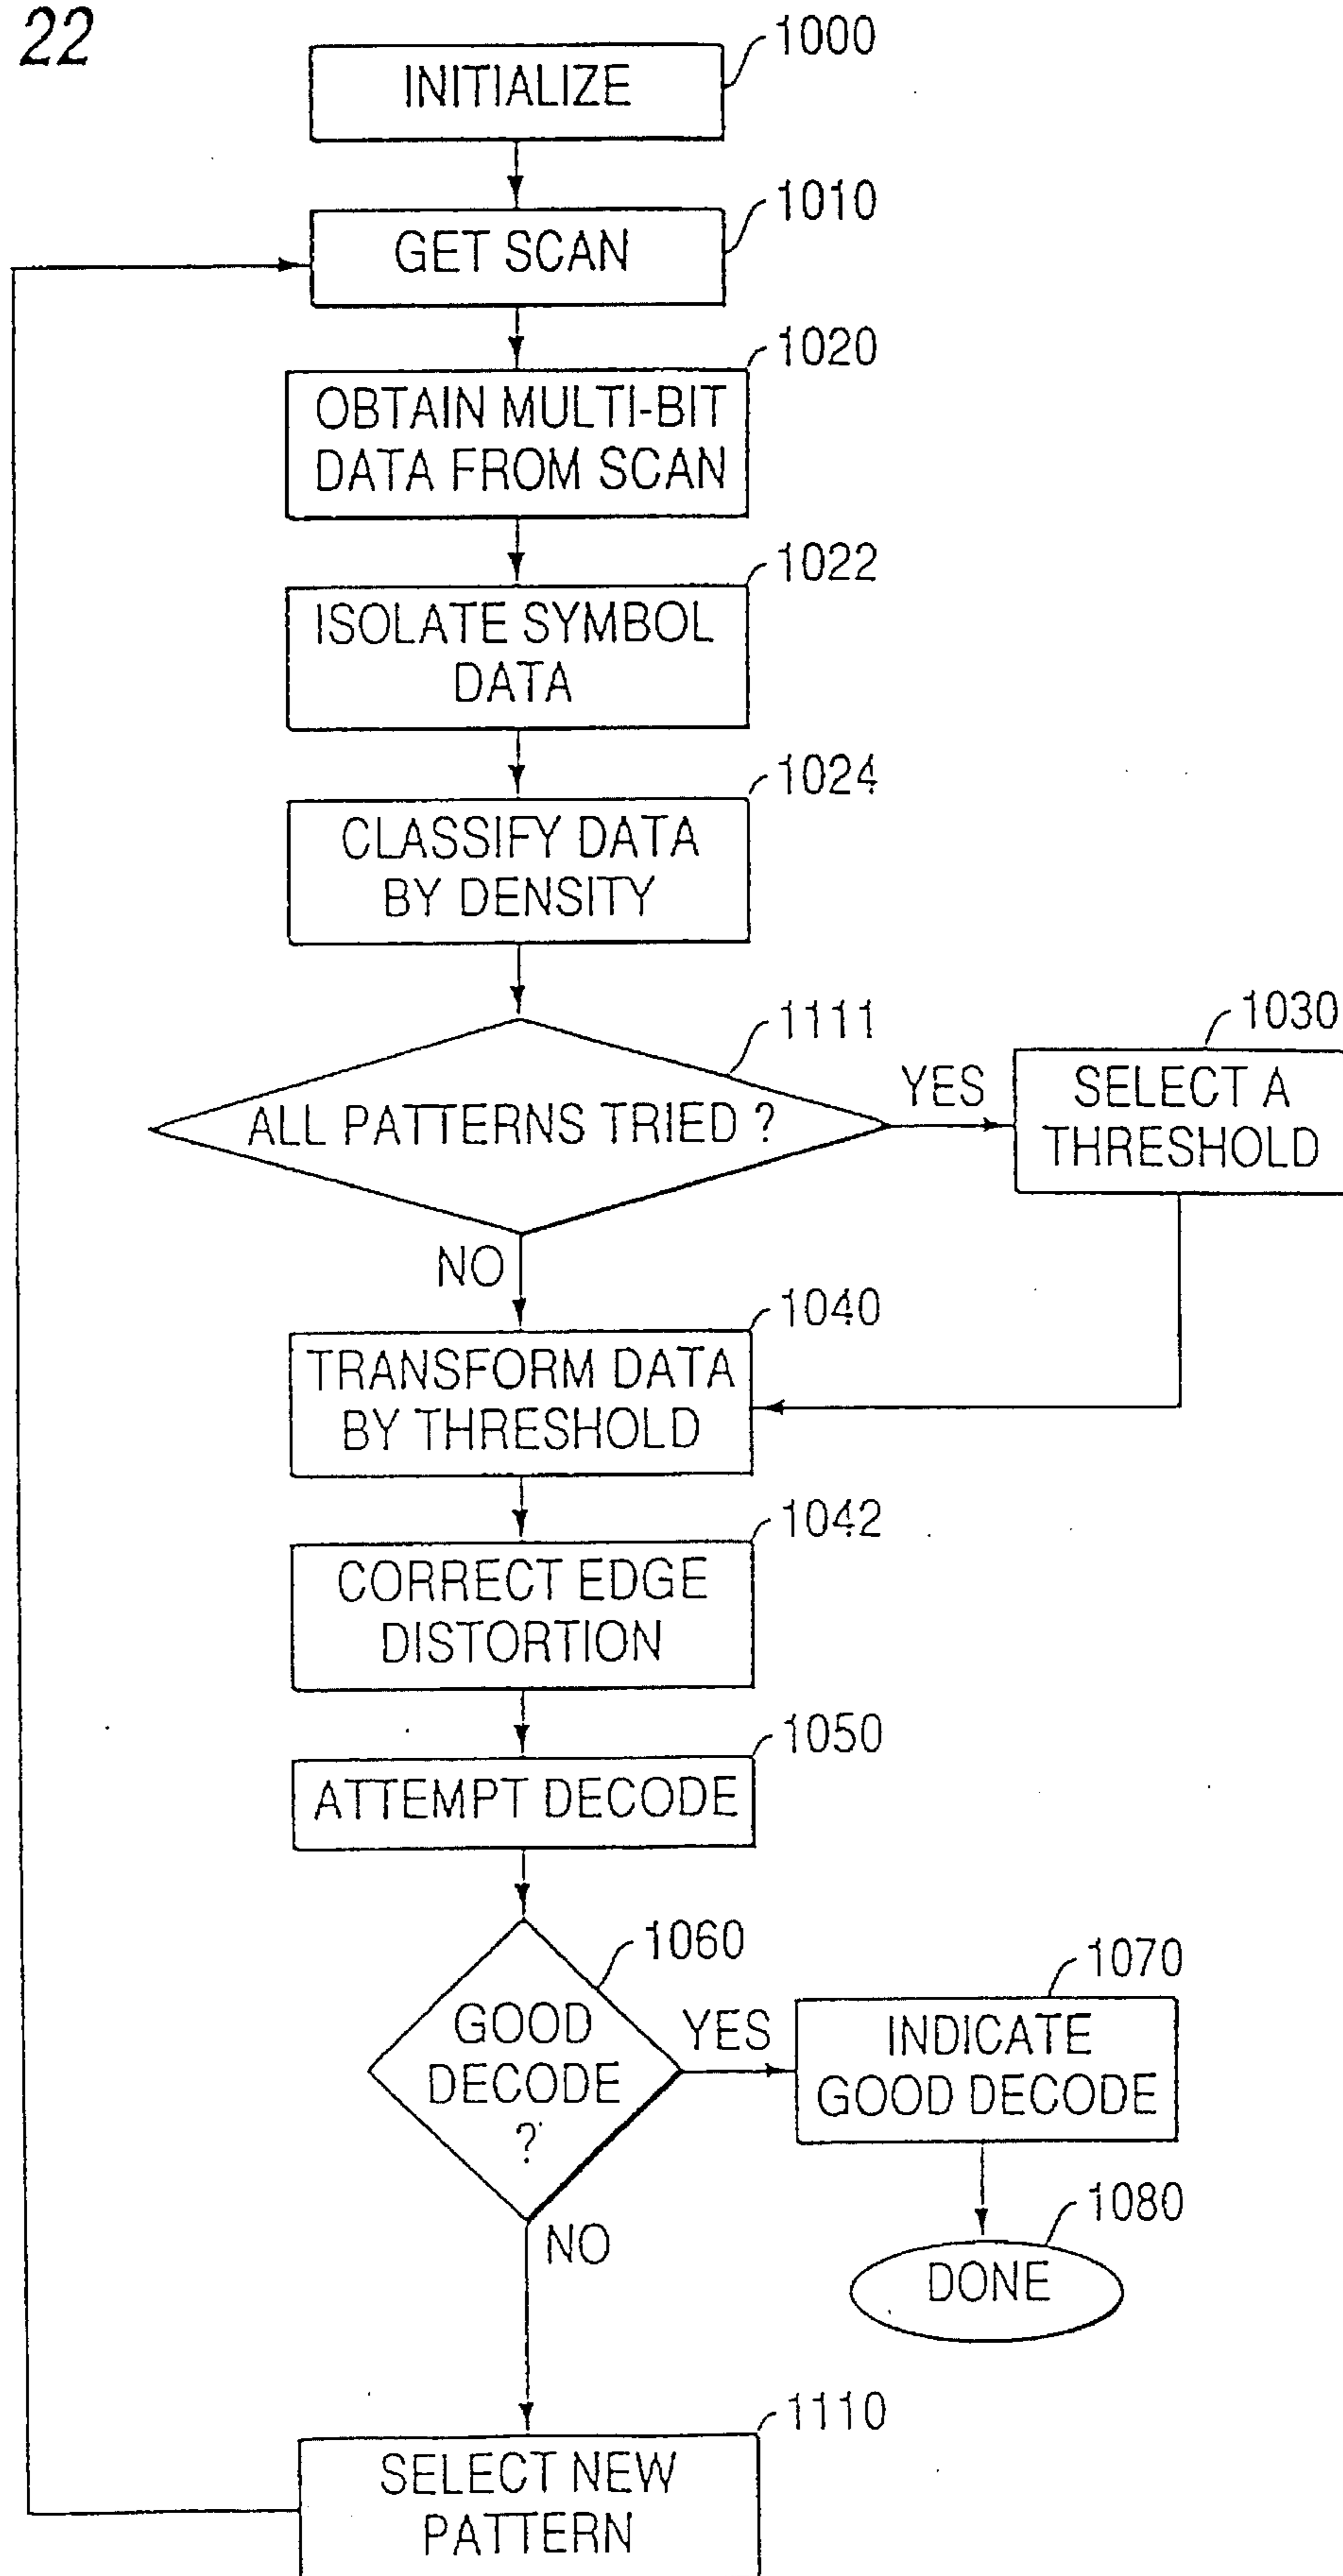 22
INITIALIZE
1000
GET SCAN
1010
OBTAIN MULTI-BIT
DATA FROM SCAN
1020
ISOLATE SYMBOL
DATA
1022
CLASSIFY DATA
BY DENSITY
1024
ALL PATTERNS TRIED ?
1111
YES
SELECT A
THRESHOLD
1030
NO
TRANSFORM DATA
BY THRESHOLD
1040
CORRECT EDGE
DISTORTION
1042
ATTEMPT DECODE
1050
GOOD
DECODE
?
1060
YES
INDICATE
GOOD DECODE
1070
DONE
1080
NO
SELECT NEW
PATTERN
1110